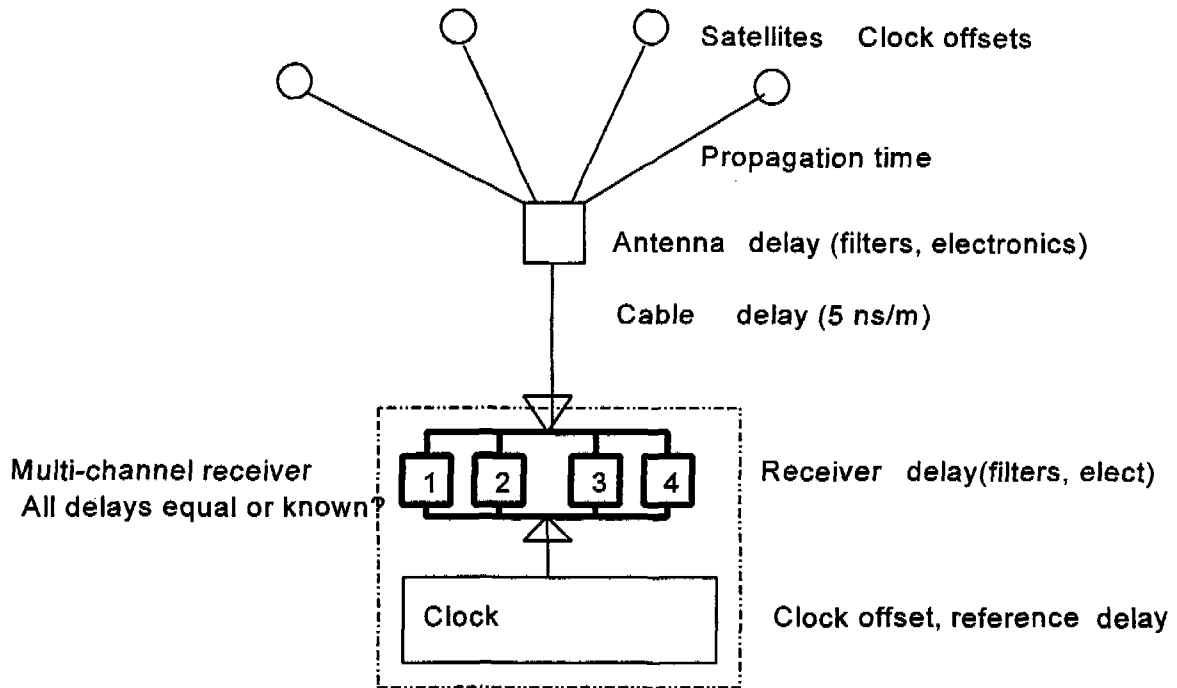 Satellites Clock offsets
Propagation time
Antenna delay (filters, electronics)
Cable delay (5 ns/m)
Multi-channel receiver
All delays equal or known?
1 2 3 4
Receiver delay(filters, elect)
Clock
Clock offset, reference delay